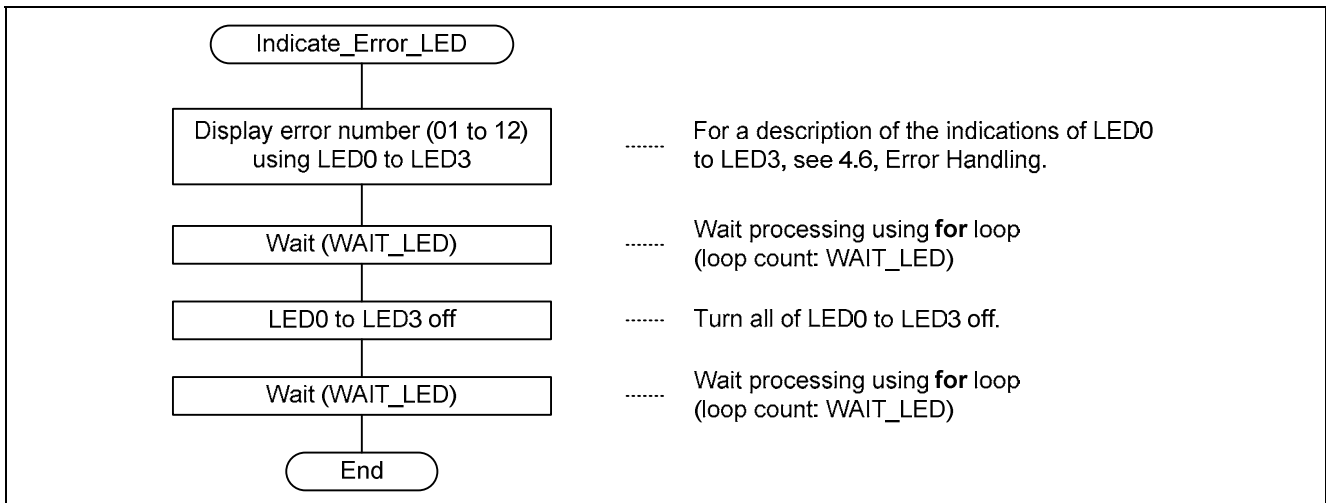 Indicate_Error_LED
Display error number (01 to 12)
using LED0 to LED3
For a description of the indications of LED0
to LED3, see 4.6, Error Handling.
Wait (WAIT_LED)
Wait processing using for loop
(loop count: WAIT_LED)
LED0 to LED3 off
Turn all of LED0 to LED3 off.
Wait (WAIT_LED)
Wait processing using for loop
(loop count: WAIT_LED)
End